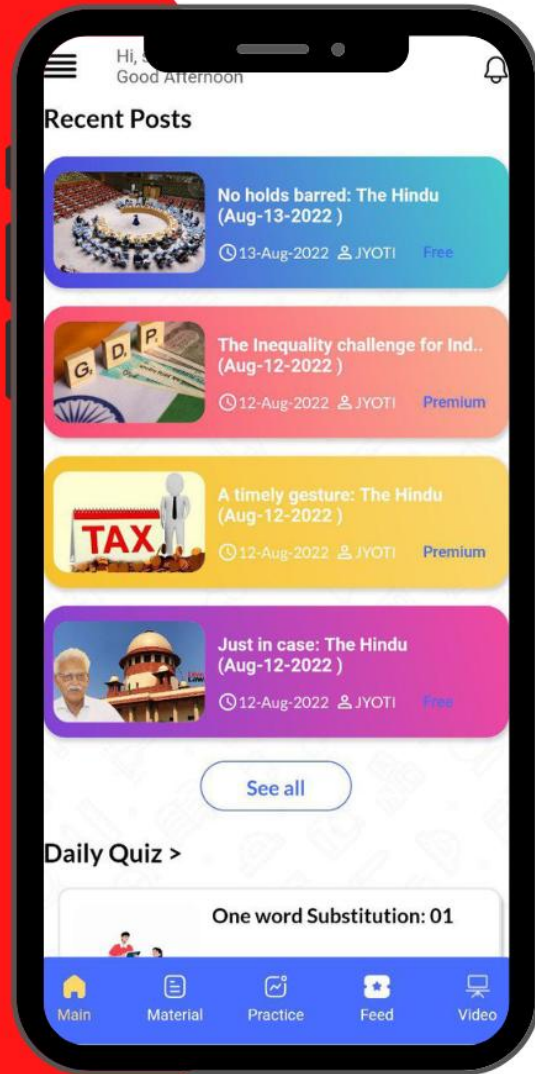 Hi,
Good Afternoon
Recent Posts
No holds barred: The Hindu
(Aug-13-2022 )
13-Aug-2022 JYOTI Free
G D P
The Inequality challenge for Ind..
(Aug-12-2022 )
12-Aug-2022 JYOTI Premium
TAX
A timely gesture: The Hindu
(Aug-12-2022 )
12-Aug-2022 JYOTI Premium
Just in case: The Hindu
(Aug-12-2022 )
12-Aug-2022 JYOTI Free
See all
Daily Quiz >
One word Substitution: 01
Main Material Practice Feed Video